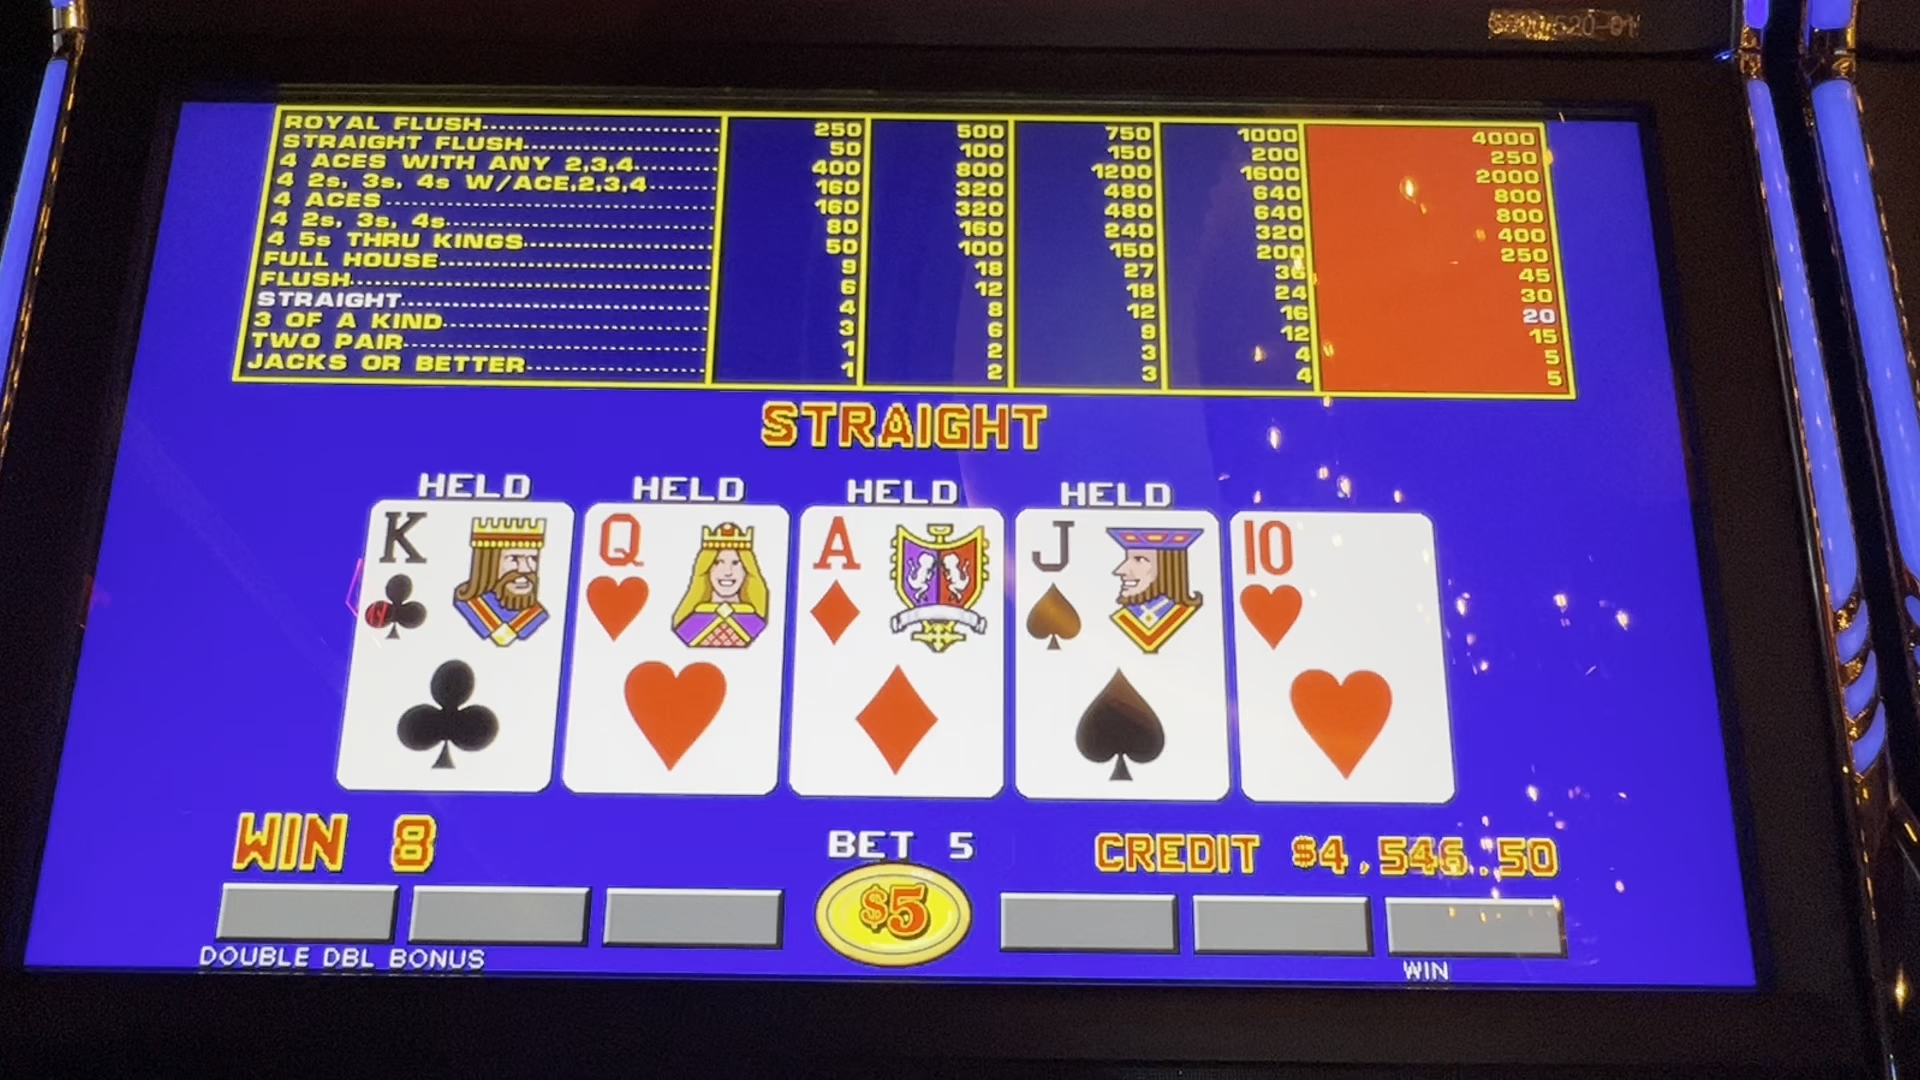 ROYAL FLUSH 250 500 750 1000 4000
STRAIGHT FLUSH 50 100 150 200 250
4 ACES WITH ANY 2,3,4 400 800 1200 1600 2000
4 2s, 3s, 4s W/ACE,2,3,4 160 320 480 640 800
4 ACES 160 320 480 640 800
4 2s, 3s, 4s 80 160 240 320 400
4 5s THRU KINGS 50 100 150 200 250
FULL HOUSE 9 18 27 36 45
FLUSH 6 12 18 24 30
STRAIGHT 4 8 12 16 20
3 OF A KIND 3 6 9 12 15
TWO PAIR 1 2 3 4 5
JACKS OR BETTER 1 2 3 4 5
STRAIGHT
HELD HELD HELD HELD
K Q A J 10
WIN 8 BET 5 CREDIT $4,546.50
$5
DOUBLE DBL BONUS WIN